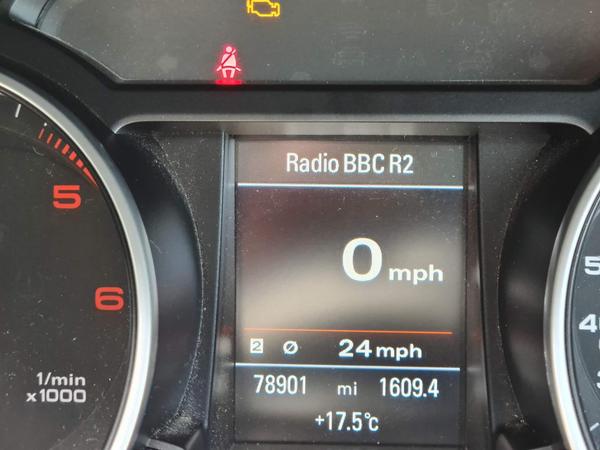 Radio BBC R2
5
0 mph
6
2 Ø 24 mph
1/min
x1000
78901 mi 1609.4
+17.5°c